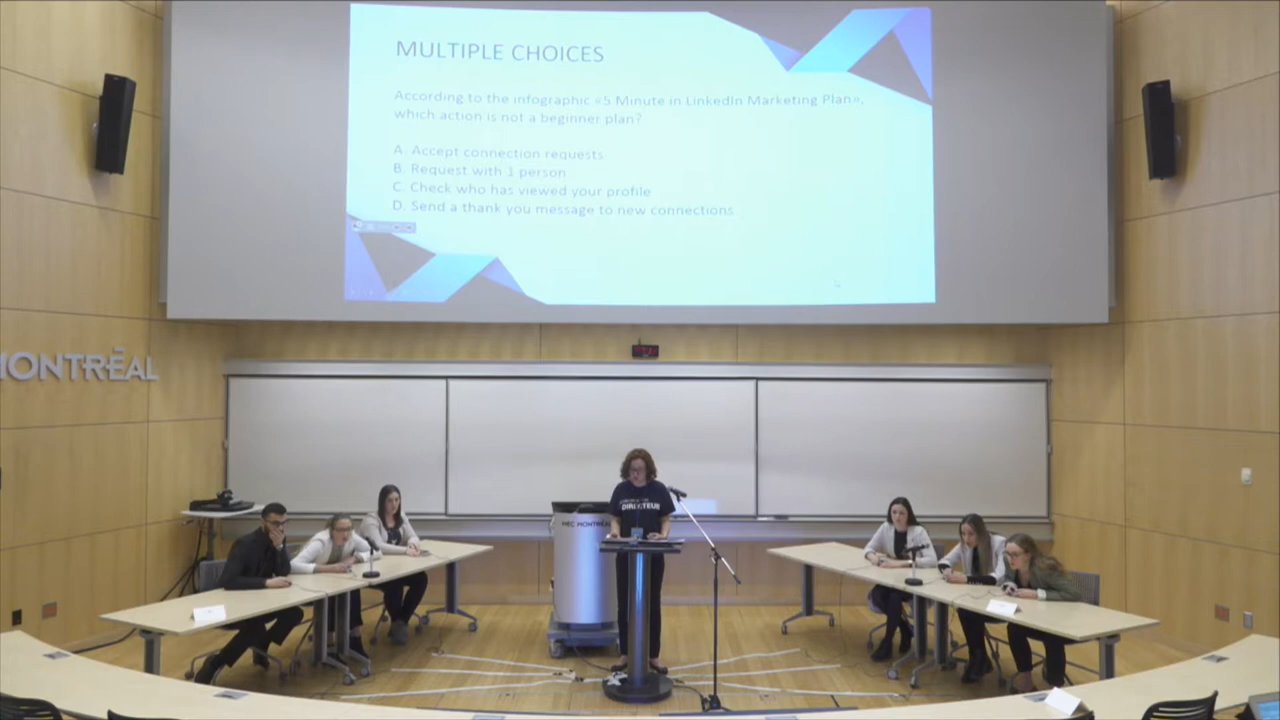 MULTIPLE CHOICES
According to the infographic «5 Minute in LinkedIn Marketing Plan»,
which action is not a beginner plan?
A. Accept connection requests
B. Request with 1 person
C. Check who has viewed your profile
D. Send a thank you message to new connections
MONTRÉAL
HEC MONTRÉAL
DIRECTEUR